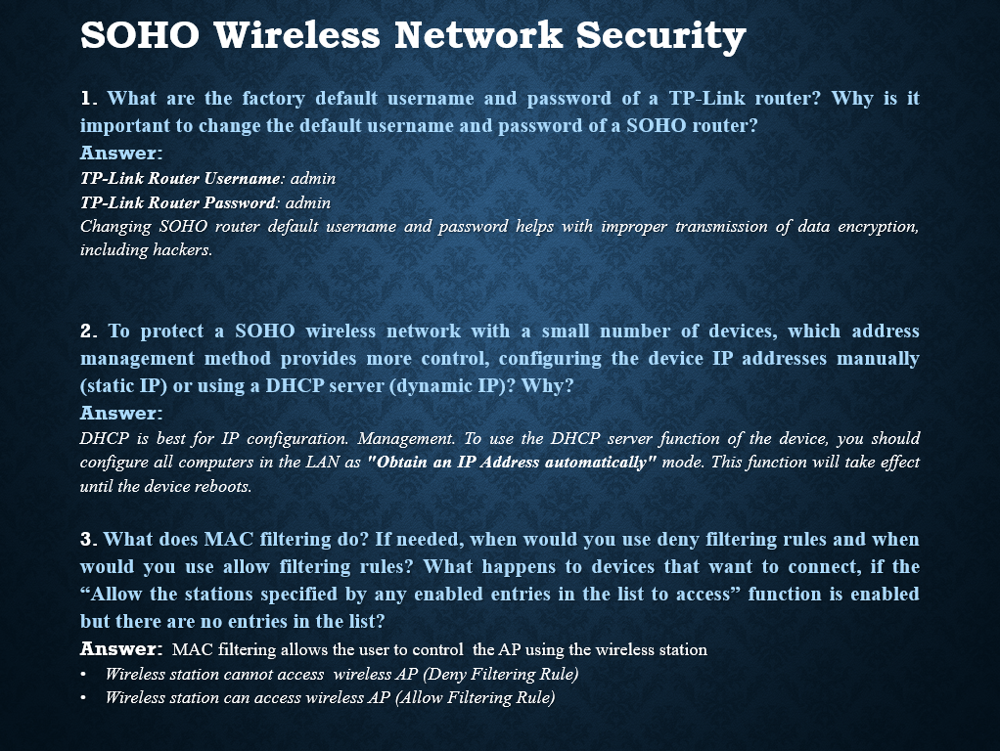 SOHO Wireless Network Security
1. What are the factory default username and password of a TP-Link router? Why is it
important to change the default username and password of a SOHO router?
Answer:
TP-Link Router Username: admin
TP-Link Router Password: admin
Changing SOHO router default username and password helps with improper transmission of data encryption,
including hackers.
2. To protect a SOHO wireless network with a small number of devices, which address
management method provides more control, configuring the device IP addresses manually
(static IP) or using a DHCP server (dynamic IP)? Why?
Answer:
DHCP is best for IP configuration. Management. To use the DHCP server function of the device, you should
configure all computers in the LAN as "Obtain an IP Address automatically" mode. This function will take effect
until the device reboots.
3. What does MAC filtering do? If needed, when would you use deny filtering rules and when
would you use allow filtering rules? What happens to devices that want to connect, if the
“Allow the stations specified by any enabled entries in the list to access” function is enabled
but there are no entries in the list?
Answer: MAC filtering allows the user to control the AP using the wireless station
• Wireless station cannot access wireless AP (Deny Filtering Rule)
• Wireless station can access wireless AP (Allow Filtering Rule)